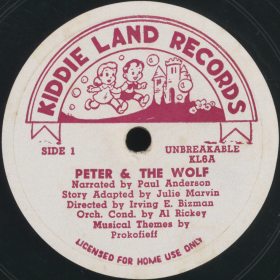 KIDDIE LAND RECORDS
SIDE 1
UNBREAKABLE
KL6A
PETER & THE WOLF
Narrated by Paul Anderson
Story Adapted by Julie Marvin
Directed by Irving E. Bizman
Orch. Cond. by Al Rickey
Musical Themes by
Prokofieff
LICENSED FOR HOME USE ONLY